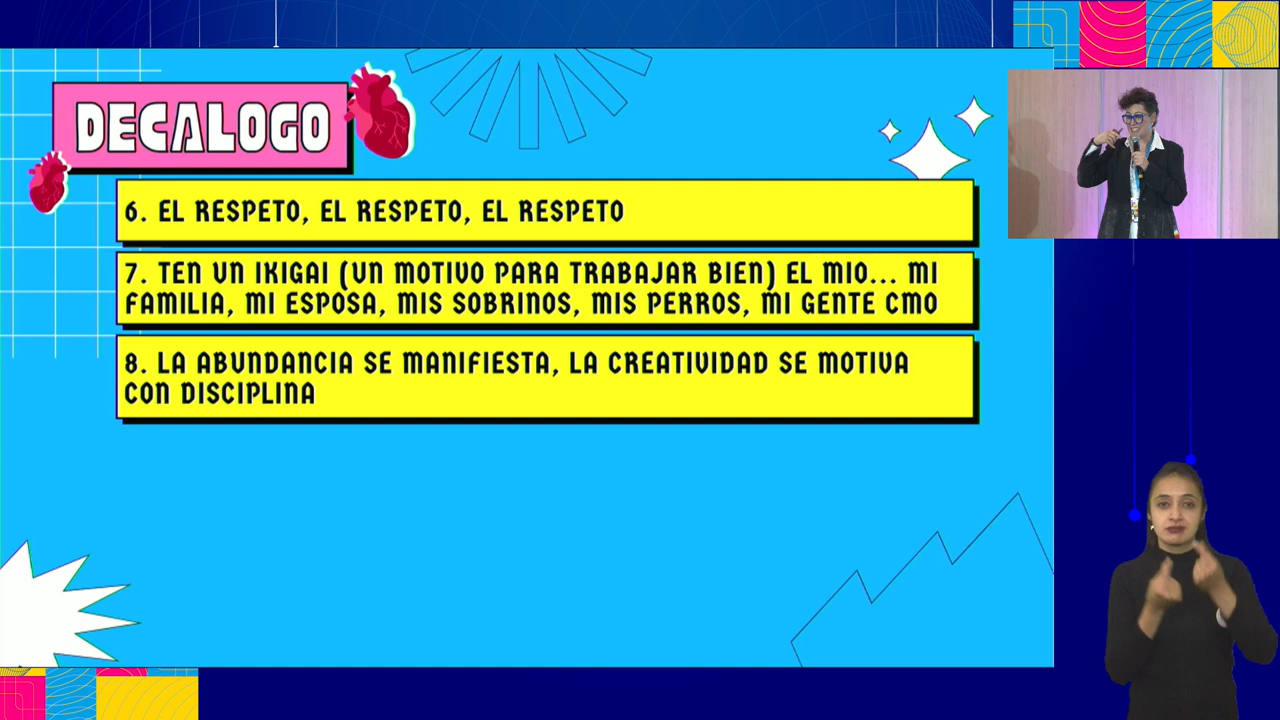 DECALOGO
6. EL RESPETO, EL RESPETO, EL RESPETO
7. TEN UN IKIGAI (UN MOTIVO PARA TRABAJAR BIEN) EL MIO... MI
FAMILIA, MI ESPOSA, MIS SOBRINOS, MIS PERROS, MI GENTE CMO
8. LA ABUNDANCIA SE MANIFIESTA, LA CREATIVIDAD SE MOTIVA
CON DISCIPLINA